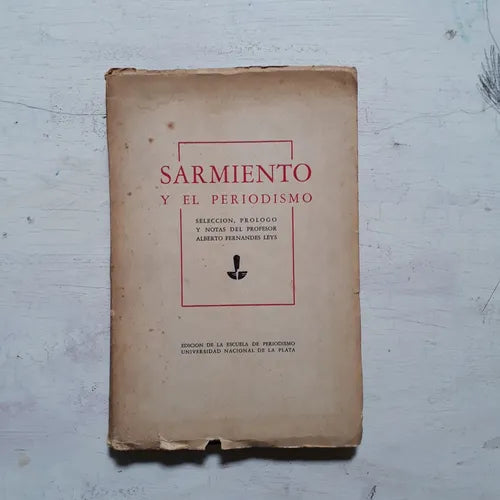 SARMIENTO
Y EL PERIODISMO
SELECCION, PROLOGO
Y NOTAS DEL PROFESOR
ALBERTO FERNANDES LEYS
EDICION DE LA ESCUELA DE PERIODISMO
UNIVERSIDAD NACIONAL DE LA PLATA